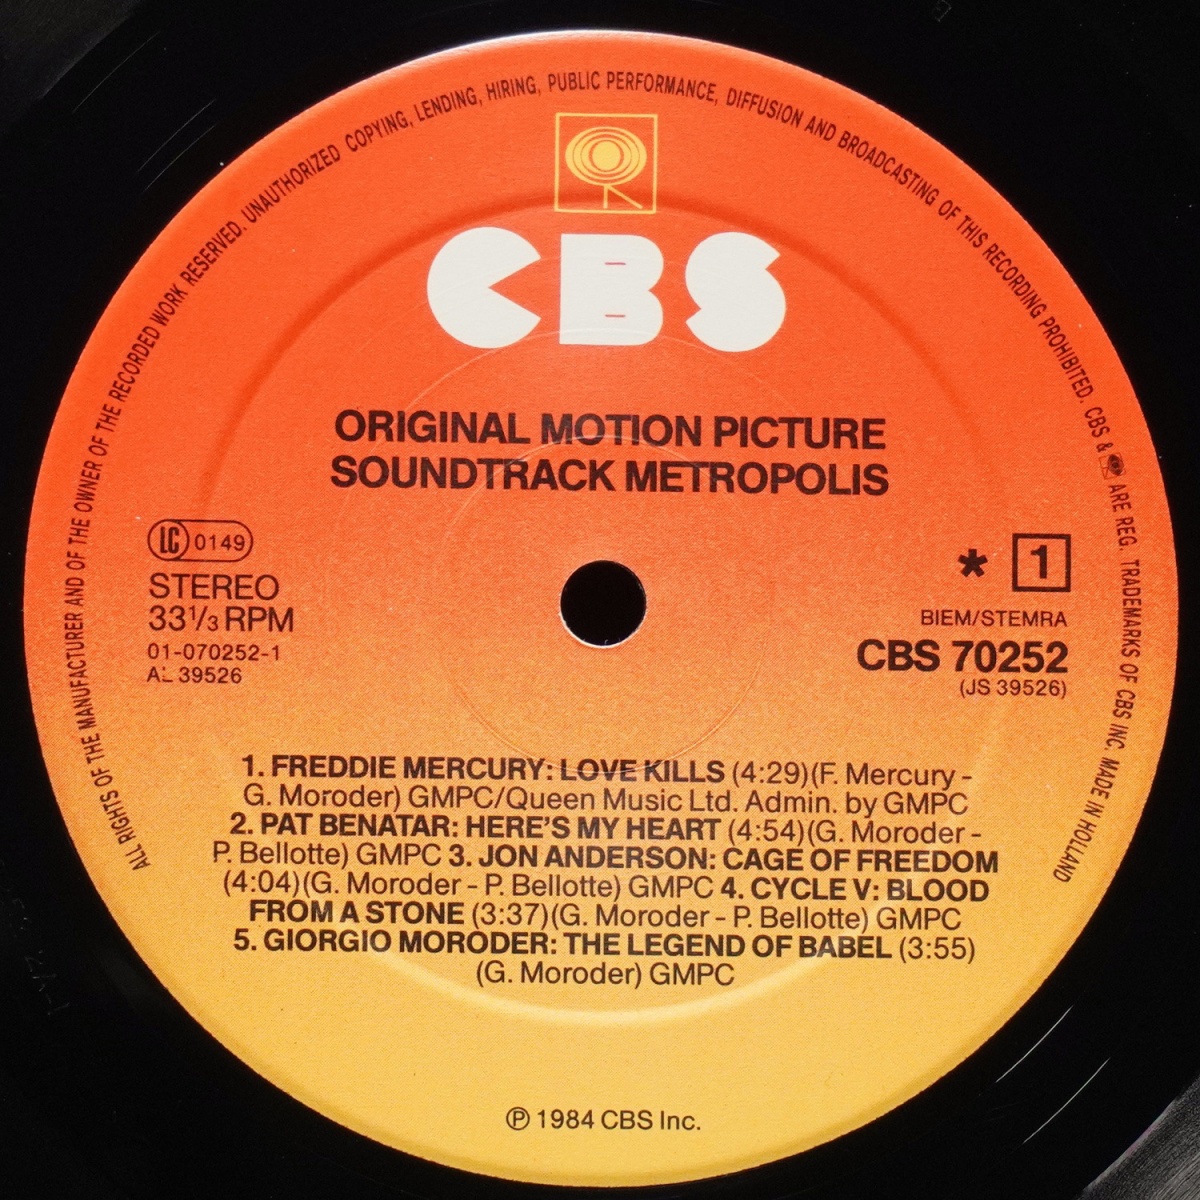 ALL RIGHTS OF THE MANUFACTURER AND OF THE OWNER OF THE RECORDED WORK RESERVED. UNAUTHORIZED COPYING, LENDING, HIRING, PUBLIC PERFORMANCE, DIFFUSION AND BROADCASTING OF THIS RECORDING PROHIBITED. CBS & ARE REG. TRADEMARKS OF CBS INC. MADE IN HOLLAND
CBS
ORIGINAL MOTION PICTURE
SOUNDTRACK METROPOLIS
LC 0149
STEREO
33 1/3 RPM
01-070252-1
AL 39526
* 1
BIEM/STEMRA
CBS 70252
(JS 39526)
1. FREDDIE MERCURY: LOVE KILLS (4:29)(F. Mercury -
G. Moroder) GMPC/Queen Music Ltd. Admin. by GMPC
2. PAT BENATAR: HERE'S MY HEART (4:54)(G. Moroder -
P. Bellotte) GMPC 3. JON ANDERSON: CAGE OF FREEDOM
(4:04)(G. Moroder - P. Bellotte) GMPC 4. CYCLE V: BLOOD
FROM A STONE (3:37)(G. Moroder - P. Bellotte) GMPC
5. GIORGIO MORODER: THE LEGEND OF BABEL (3:55)
(G. Moroder) GMPC
℗ 1984 CBS Inc.